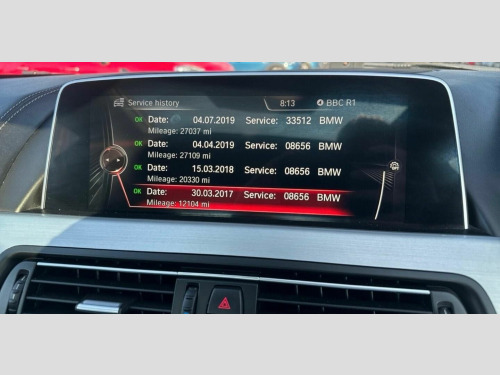 Service history 8:13 BBC R1
OK Date: 04.07.2019 Service: 33512 BMW
Mileage: 27037 mi
OK Date: 04.04.2019 Service: 08656 BMW
Mileage: 27109 mi
OK Date: 15.03.2018 Service: 08656 BMW
Mileage: 20330 mi
OK Date: 30.03.2017 Service: 08656 BMW
Mileage: 12104 mi